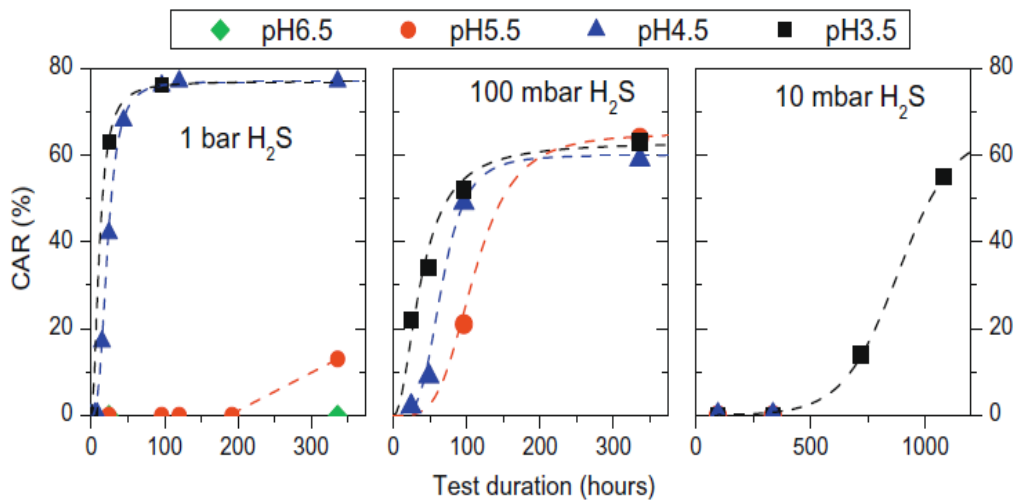 pH6.5 pH5.5 pH4.5 pH3.5
1 bar H₂S
100 mbar H₂S
10 mbar H₂S
CAR (%)
80
60
40
20
0
0 100 200 300
0 100 200 300
0 500 1000
80
60
40
20
0
Test duration (hours)